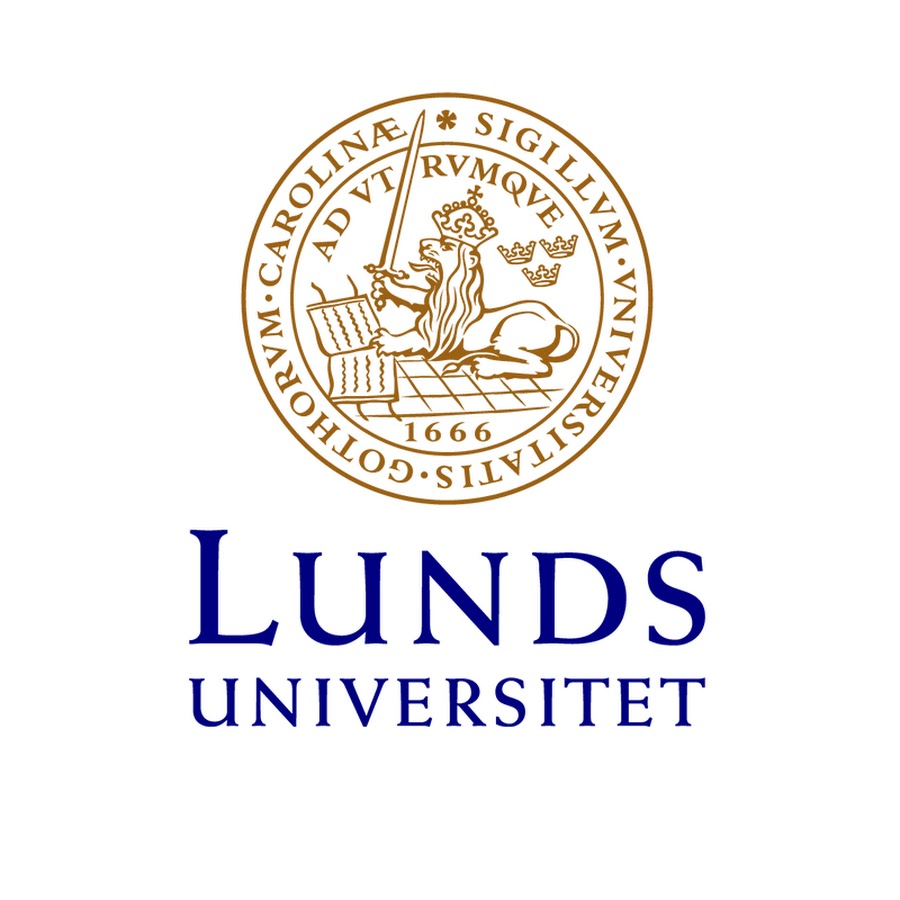 * SIGILLVM · VNIVERSITATIS · GOTHORVM · CAROLINÆ
AD VTRVMQVE
1666
LUNDS
UNIVERSITET